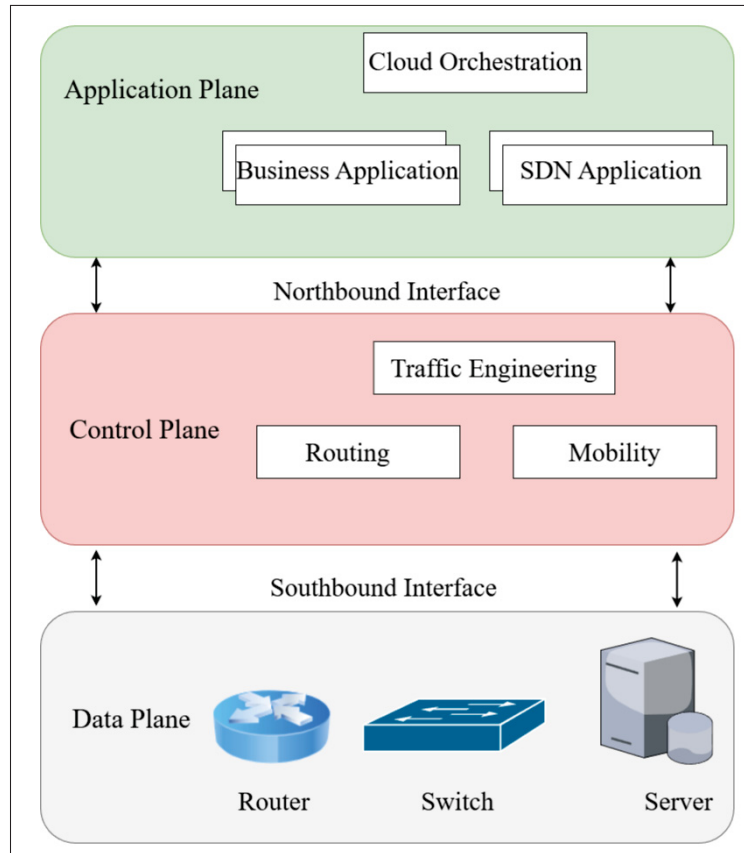 Cloud Orchestration
Application Plane
Business Application
SDN Application
Northbound Interface
Traffic Engineering
Control Plane
Routing
Mobility
Southbound Interface
Data Plane
Router
Switch
Server